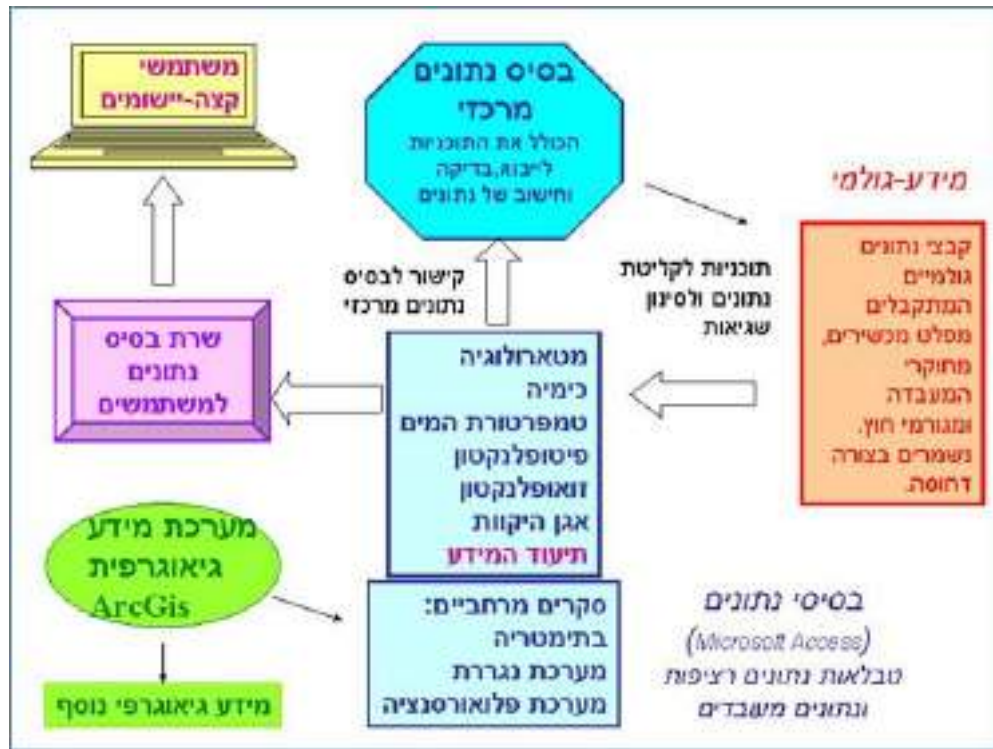 משתמשי
קצה-יישומים
בסיס נתונים
מרכזי
הכולל את התוכניות
לייבוא,בדיקה
וחישוב של נתונים
מידע-גולמי
קבצי נתונים
גולמיים
המתקבלים
מפלט מכשירים,
מחוקרי
המעבדה
ומגורמי חוץ.
נשמרים בצורה
דחוסה.
תוכניות לקליטת
נתונים ולסינון
שגיאות
קישור לבסיס
נתונים מרכזי
שרת בסיס
נתונים
למשתמשים
מטארולוגיה
כימיה
טמפרטורת המים
פיטופלנקטון
זואופלנקטון
אגן היקוות
תיעוד המידע
מערכת מידע
גיאוגרפית
ArcGis
מידע גיאוגרפי נוסף
סקרים מרחביים:
בתימטריה
מערכת נגררת
מערכת פלואורסנציה
בסיסי נתונים
(Microsoft Access)
טבלאות נתונים רציפות
ונתונים מעובדים